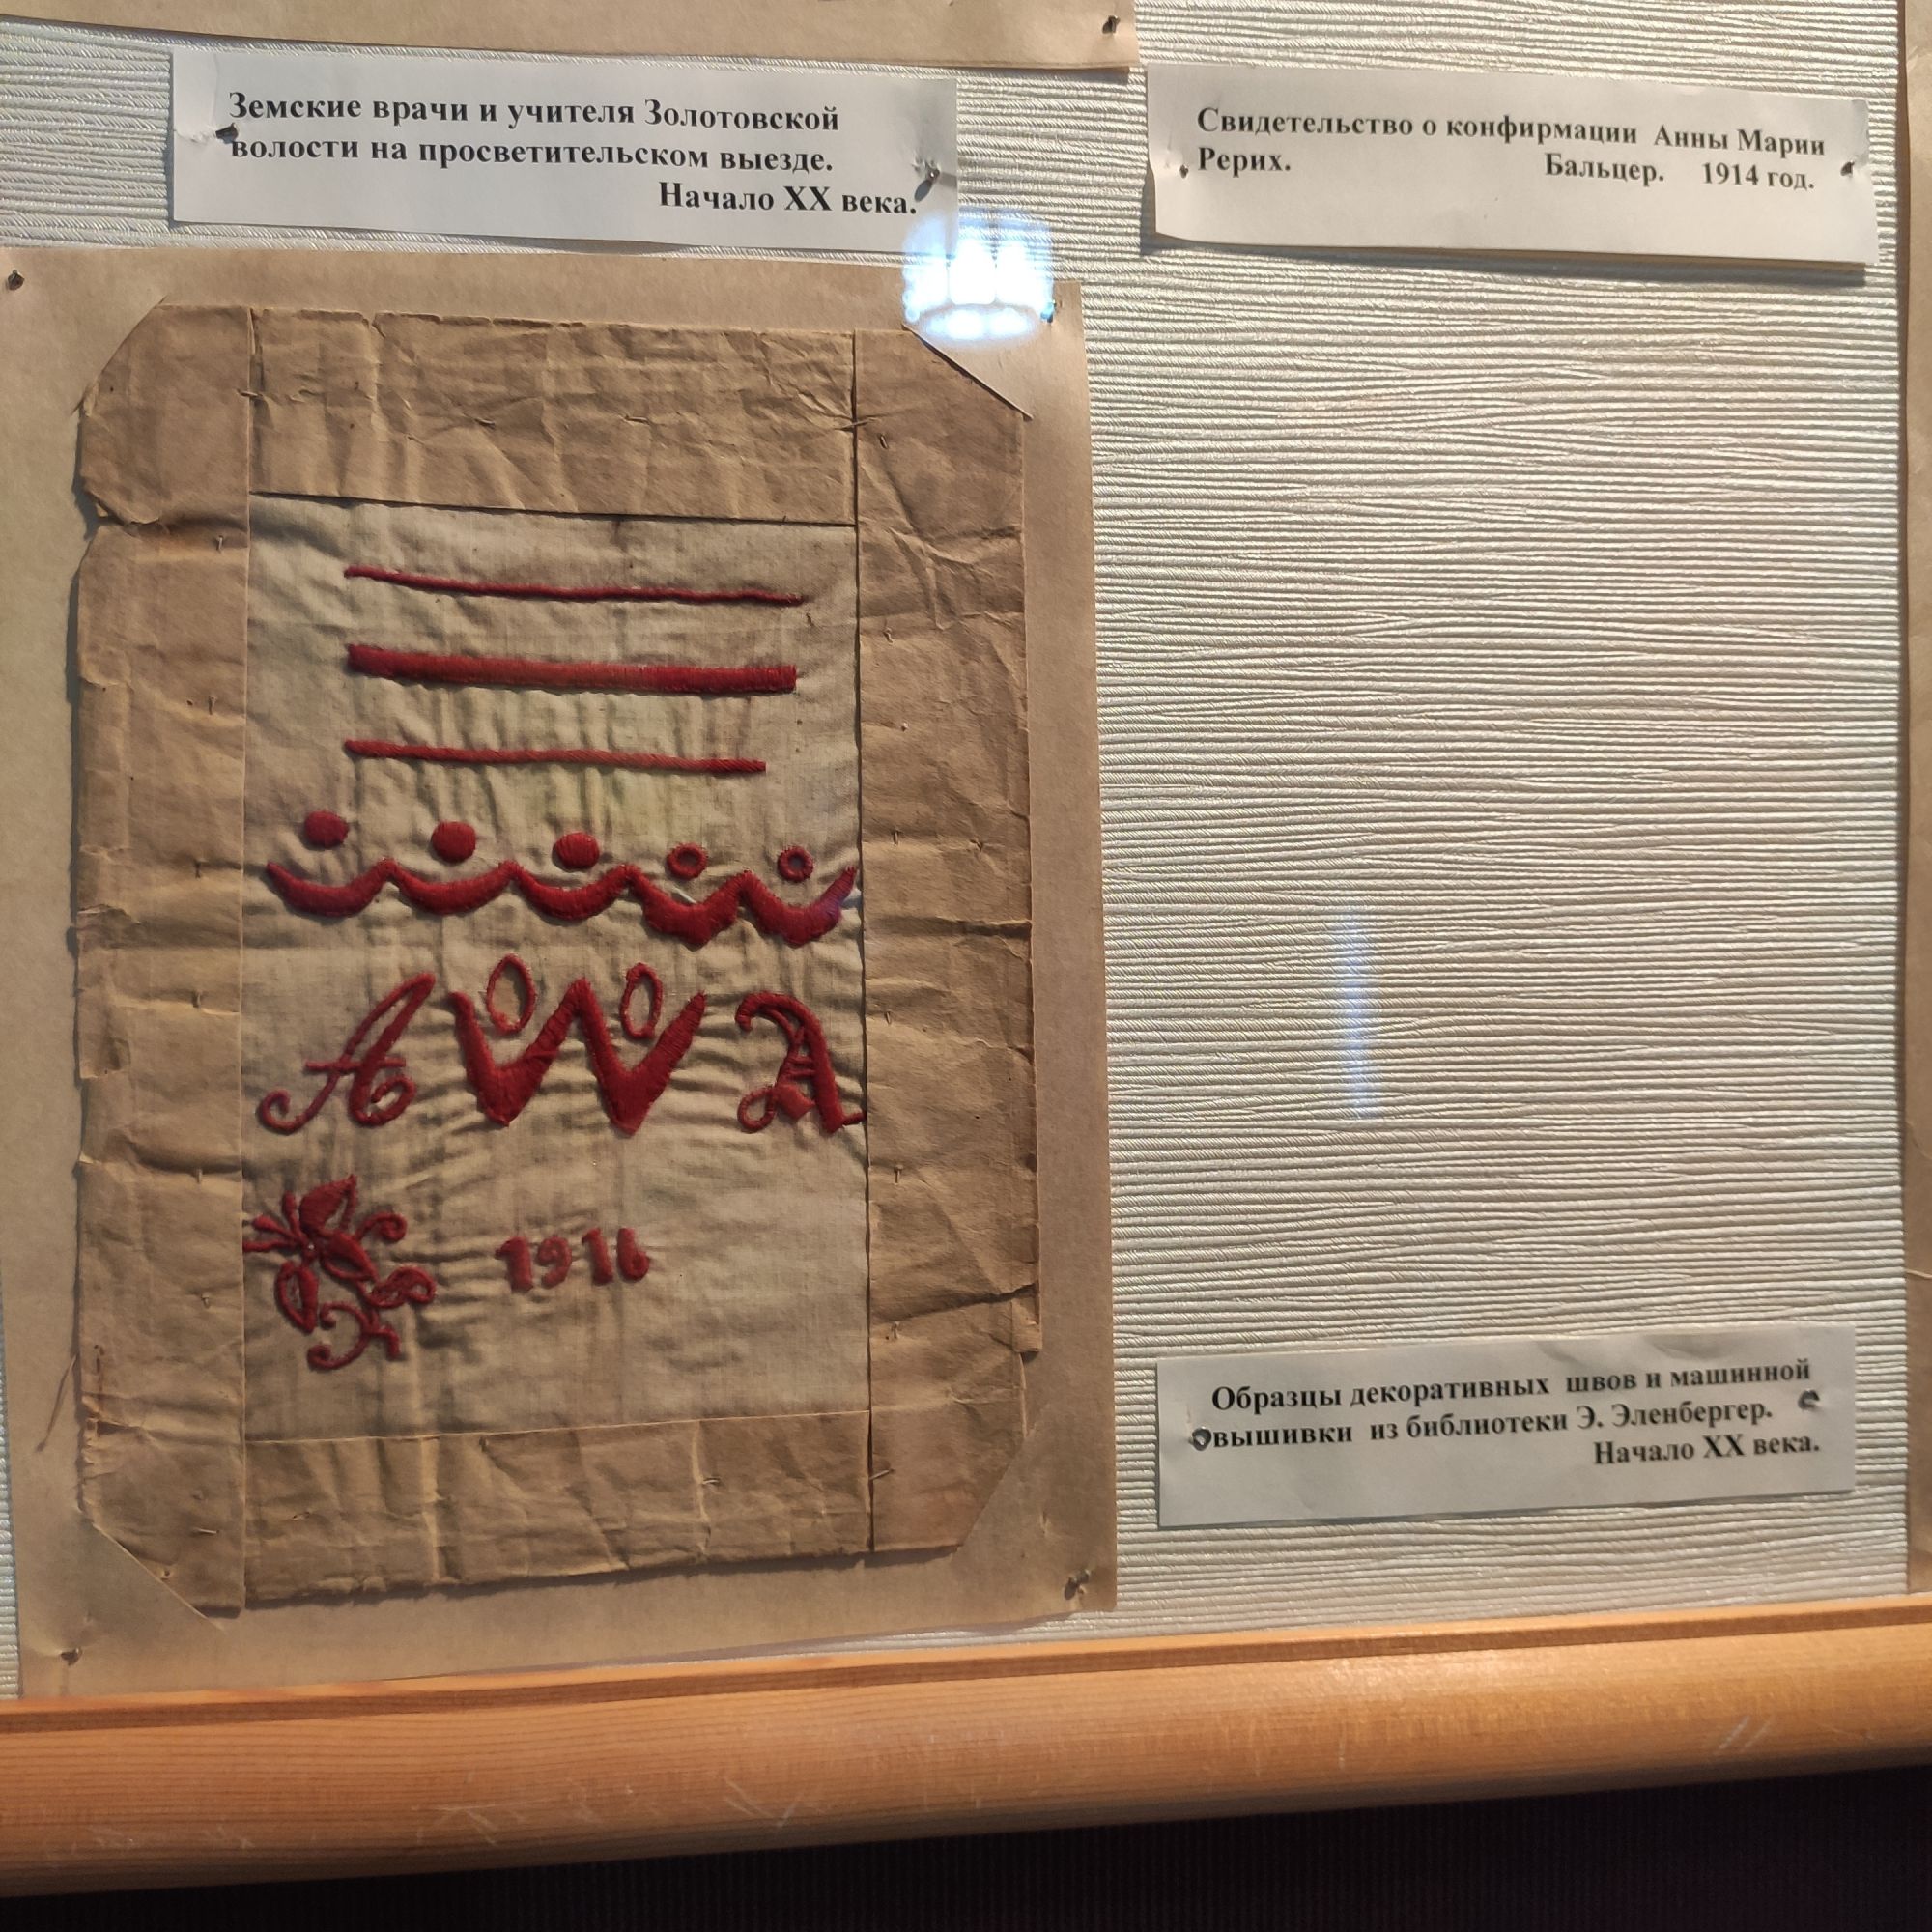 Земские врачи и учителя Золотовской
волости на просветительском выезде.
Начало XX века.
Свидетельство о конфирмации Анны Марии
Рерих. Бальцер. 1914 год.
A W A
1916
Образцы декоративных швов и машинной
вышивки из библиотеки Э. Эленбергер.
Начало XX века.